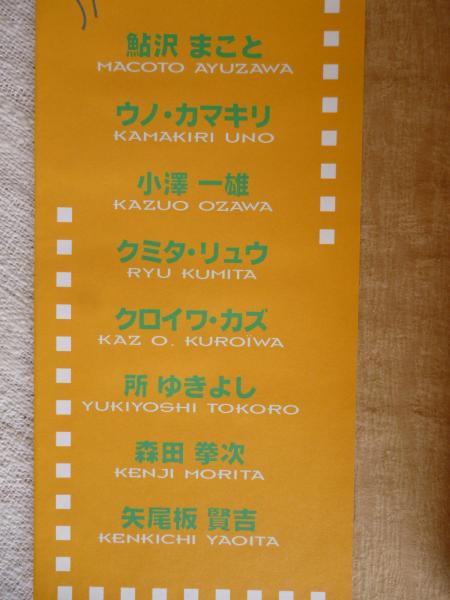 鮎沢 まこと
MACOTO AYUZAWA
ウノ・カマキリ
KAMAKIRI UNO
小澤 一雄
KAZUO OZAWA
クミタ・リュウ
RYU KUMITA
クロイワ・カズ
KAZ O. KUROÏWA
所 ゆきよし
YUKIYOSHI TOKORO
森田 拳次
KENJI MORITA
矢尾板 賢吉
KENKICHI YAOITA